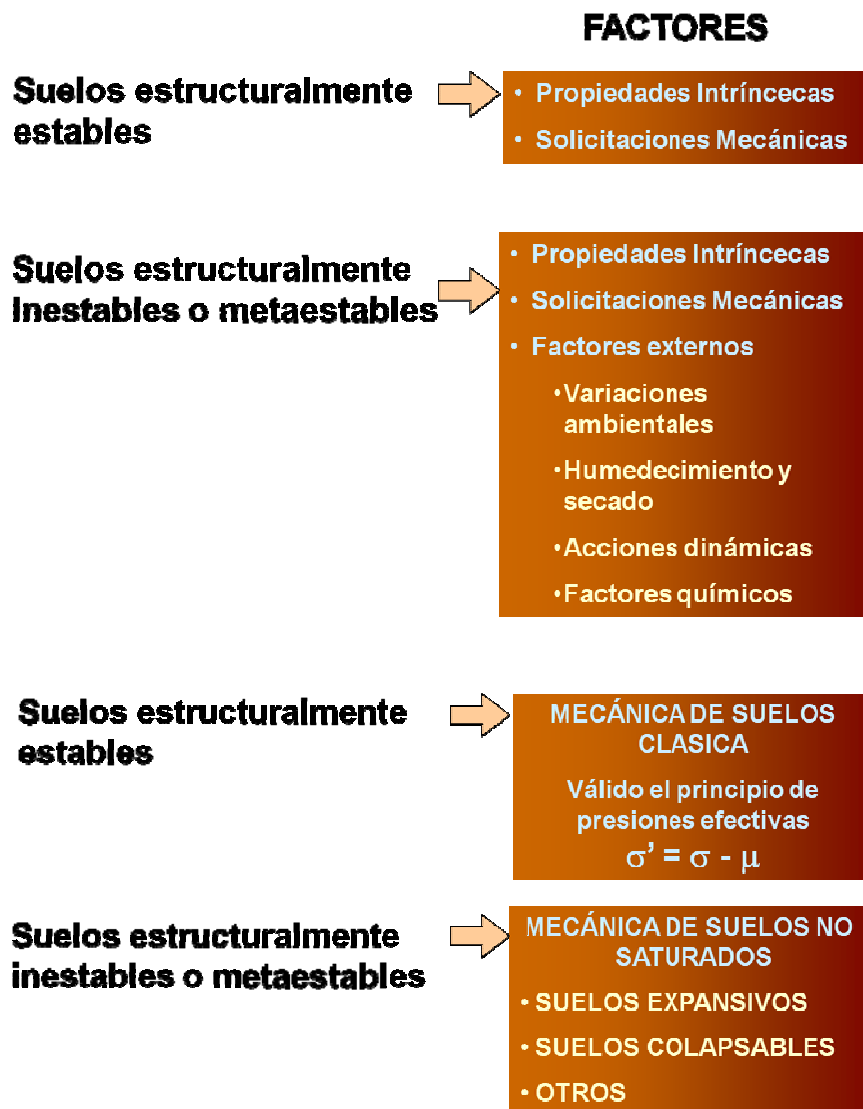 FACTORES
Suelos estructuralmente
estables
• Propiedades Intríncecas
• Solicitaciones Mecánicas
Suelos estructuralmente
Inestables o metaestables
• Propiedades Intríncecas
• Solicitaciones Mecánicas
• Factores externos
•Variaciones
ambientales
•Humedecimiento y
secado
•Acciones dinámicas
•Factores químicos
Suelos estructuralmente
estables
MECÁNICA DE SUELOS
CLASICA
Válido el principio de
presiones efectivas
σ' = σ - μ
Suelos estructuralmente
inestables o metaestables
MECÁNICA DE SUELOS NO
SATURADOS
• SUELOS EXPANSIVOS
• SUELOS COLAPSABLES
• OTROS